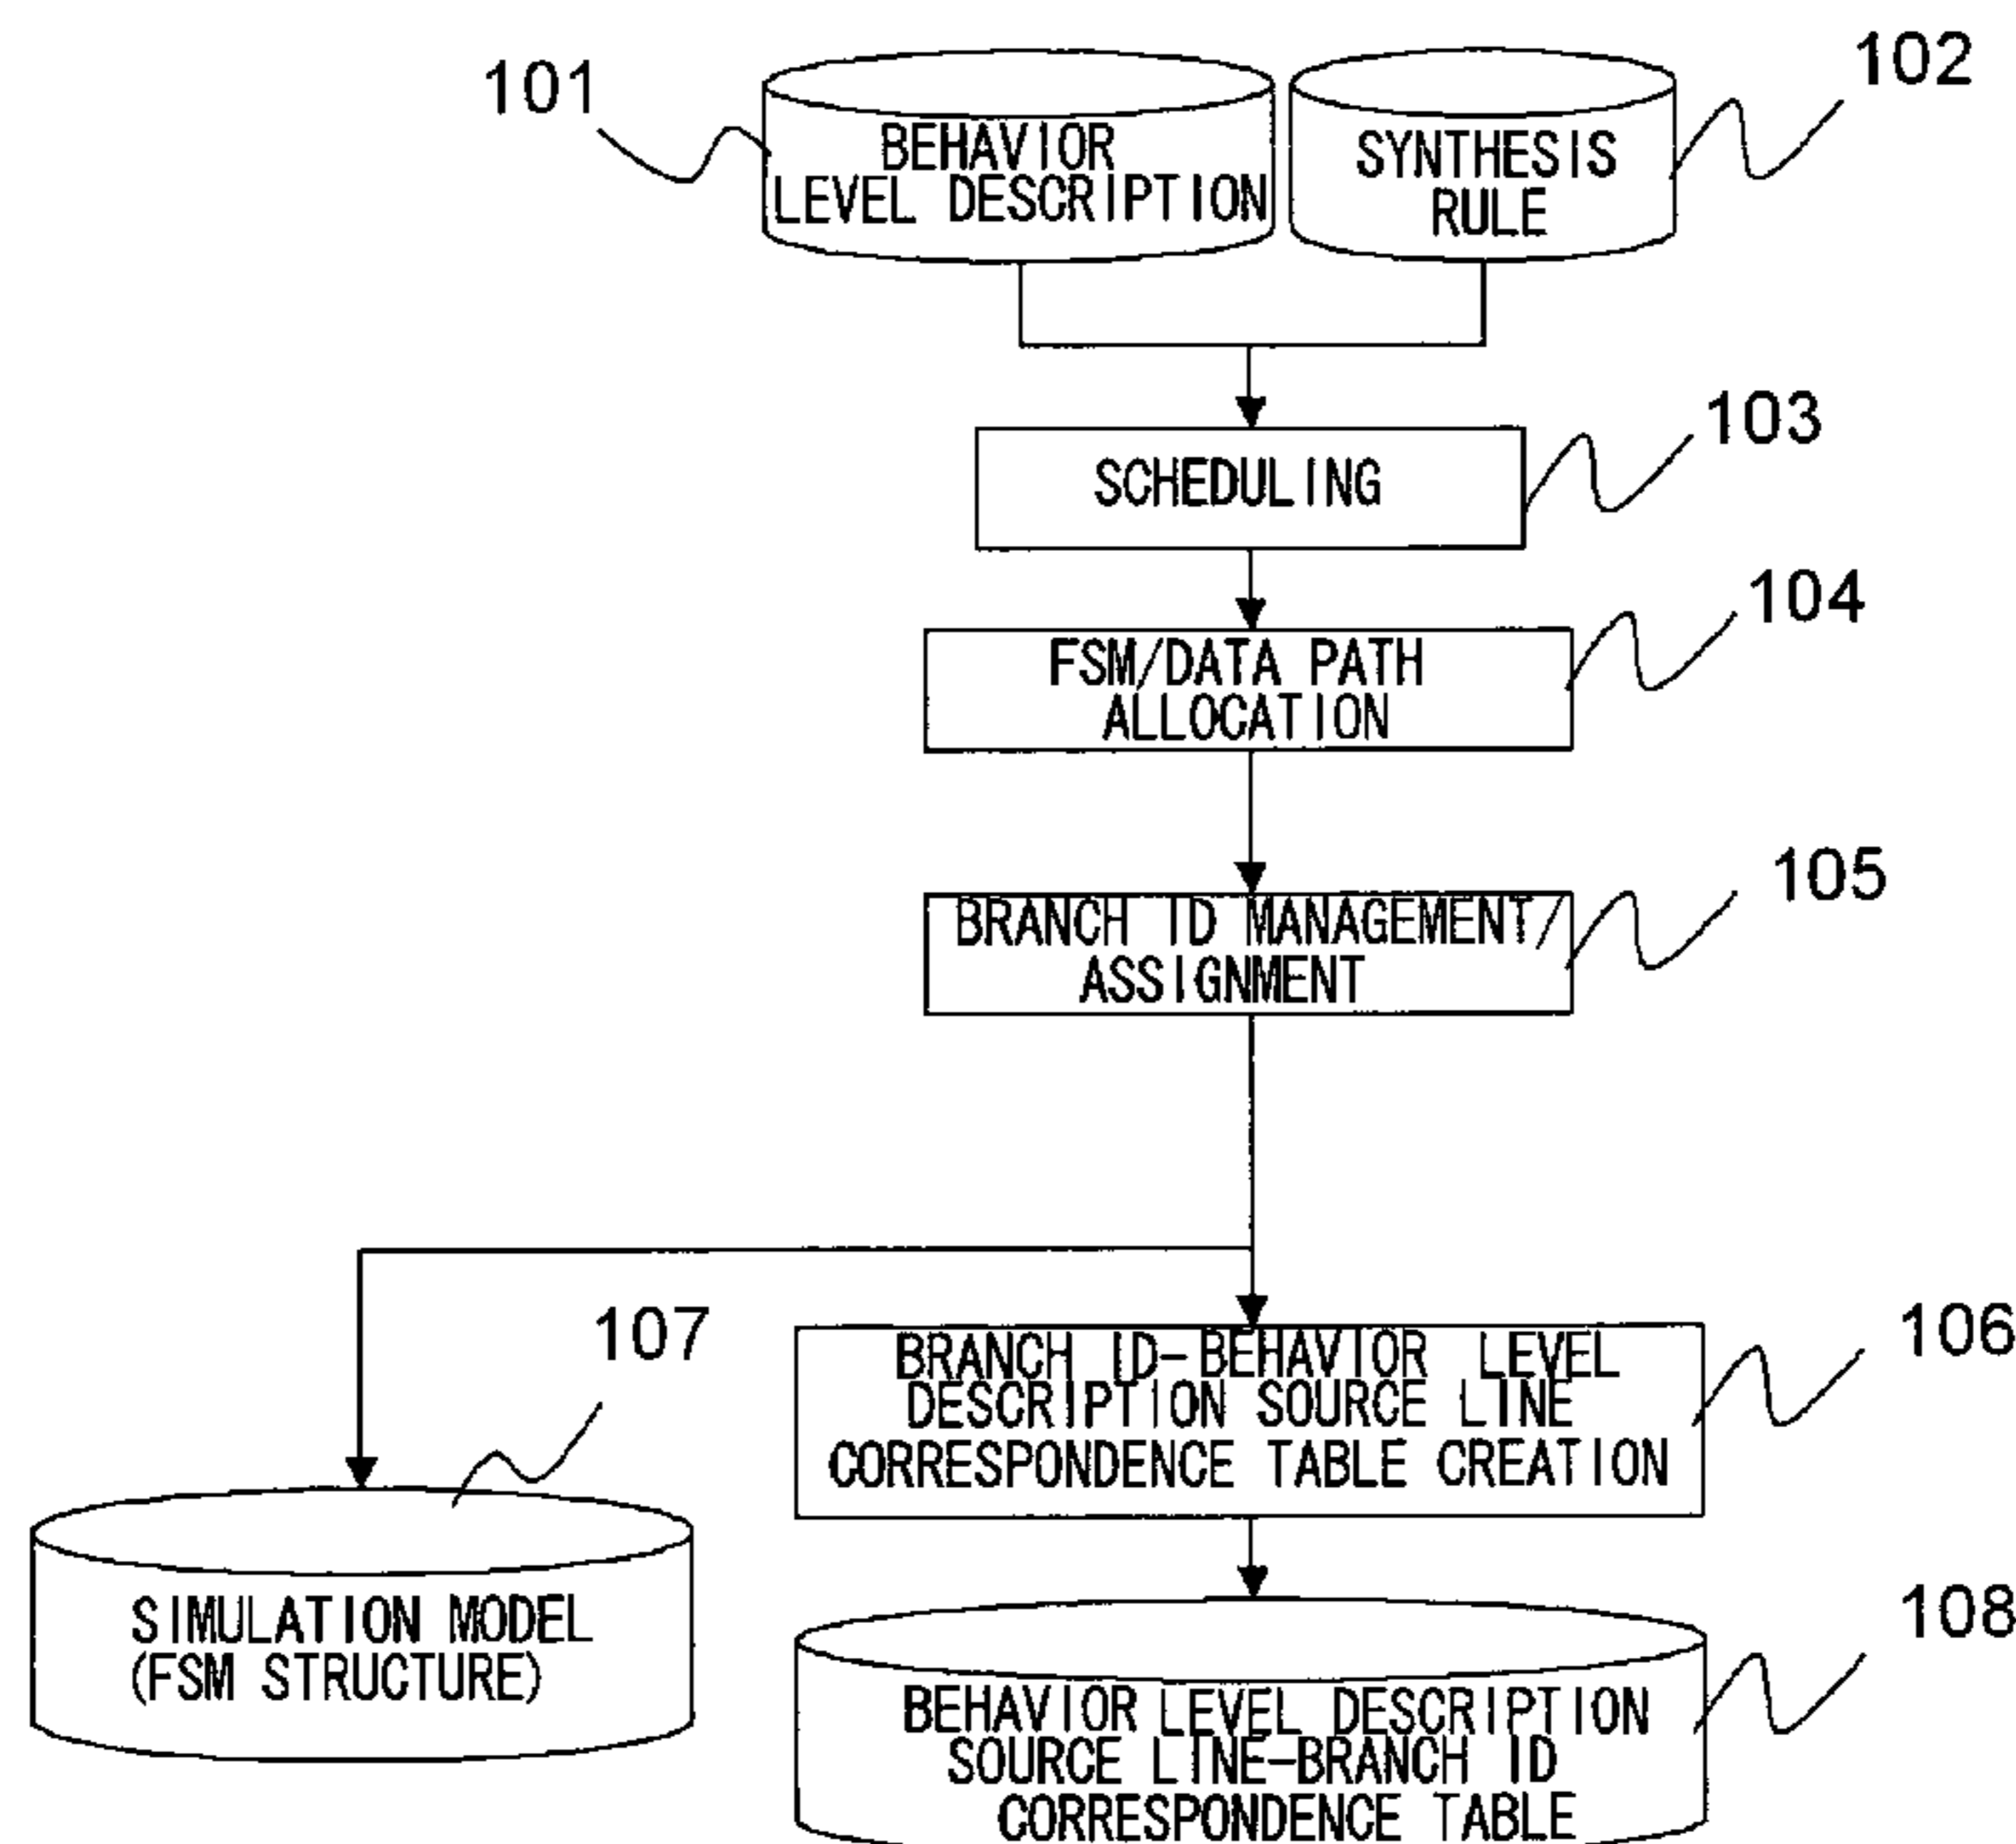 101
BEHAVIOR
LEVEL DESCRIPTION
SYNTHESIS
RULE
102
SCHEDULING
103
FSM/DATA PATH
ALLOCATION
104
BRANCH ID MANAGEMENT/
ASSIGNMENT
105
BRANCH ID-BEHAVIOR LEVEL
DESCRIPTION SOURCE LINE
CORRESPONDENCE TABLE CREATION
106
107
SIMULATION MODEL
(FSM STRUCTURE)
BEHAVIOR LEVEL DESCRIPTION
SOURCE LINE-BRANCH ID
CORRESPONDENCE TABLE
108